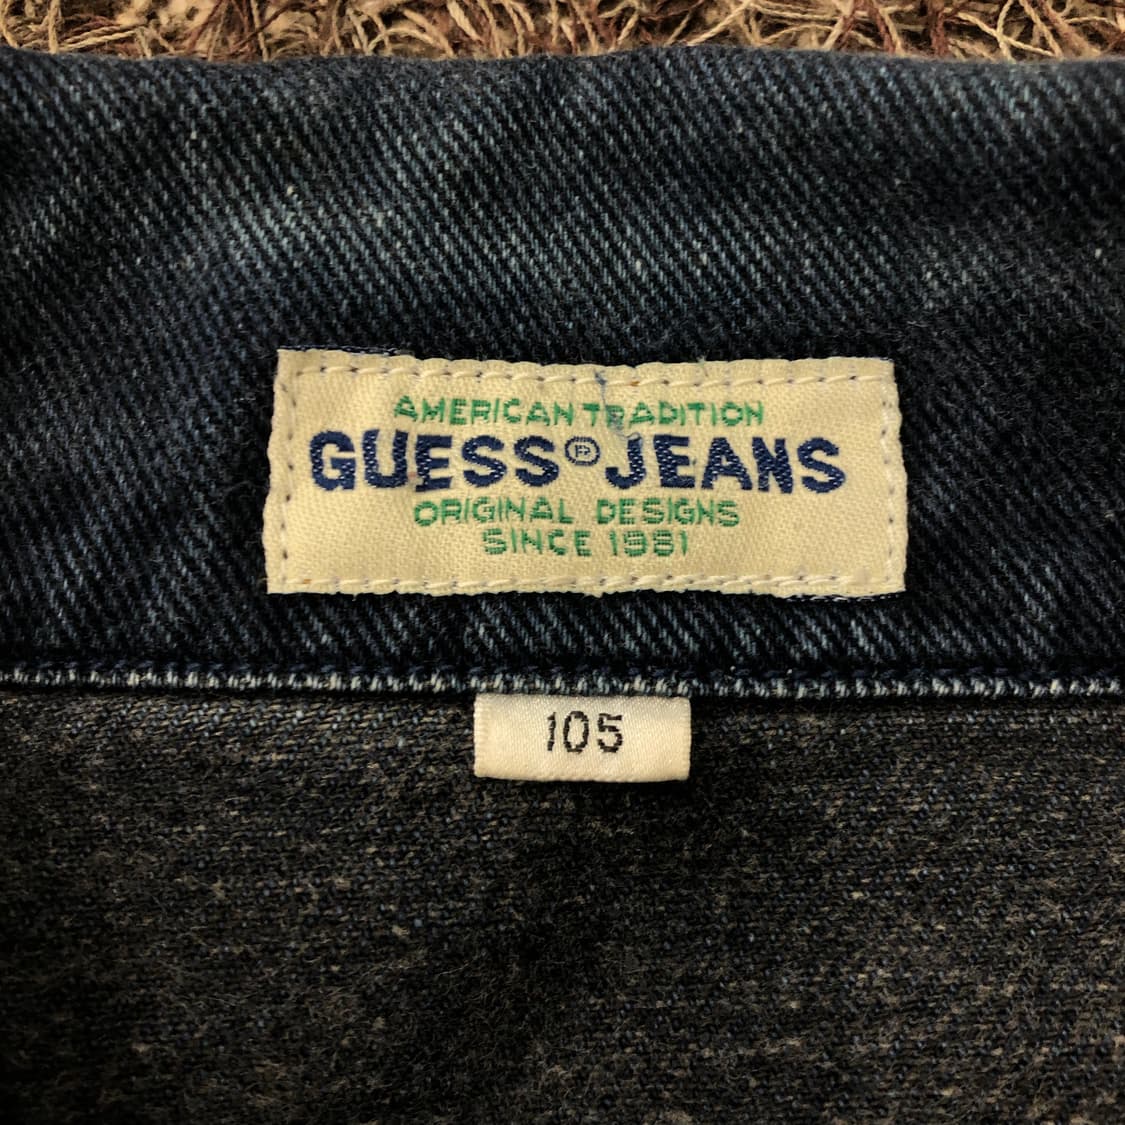 AMERICAN TRADITION
GUESS® JEANS
ORIGINAL DESIGNS
SINCE 1981
105